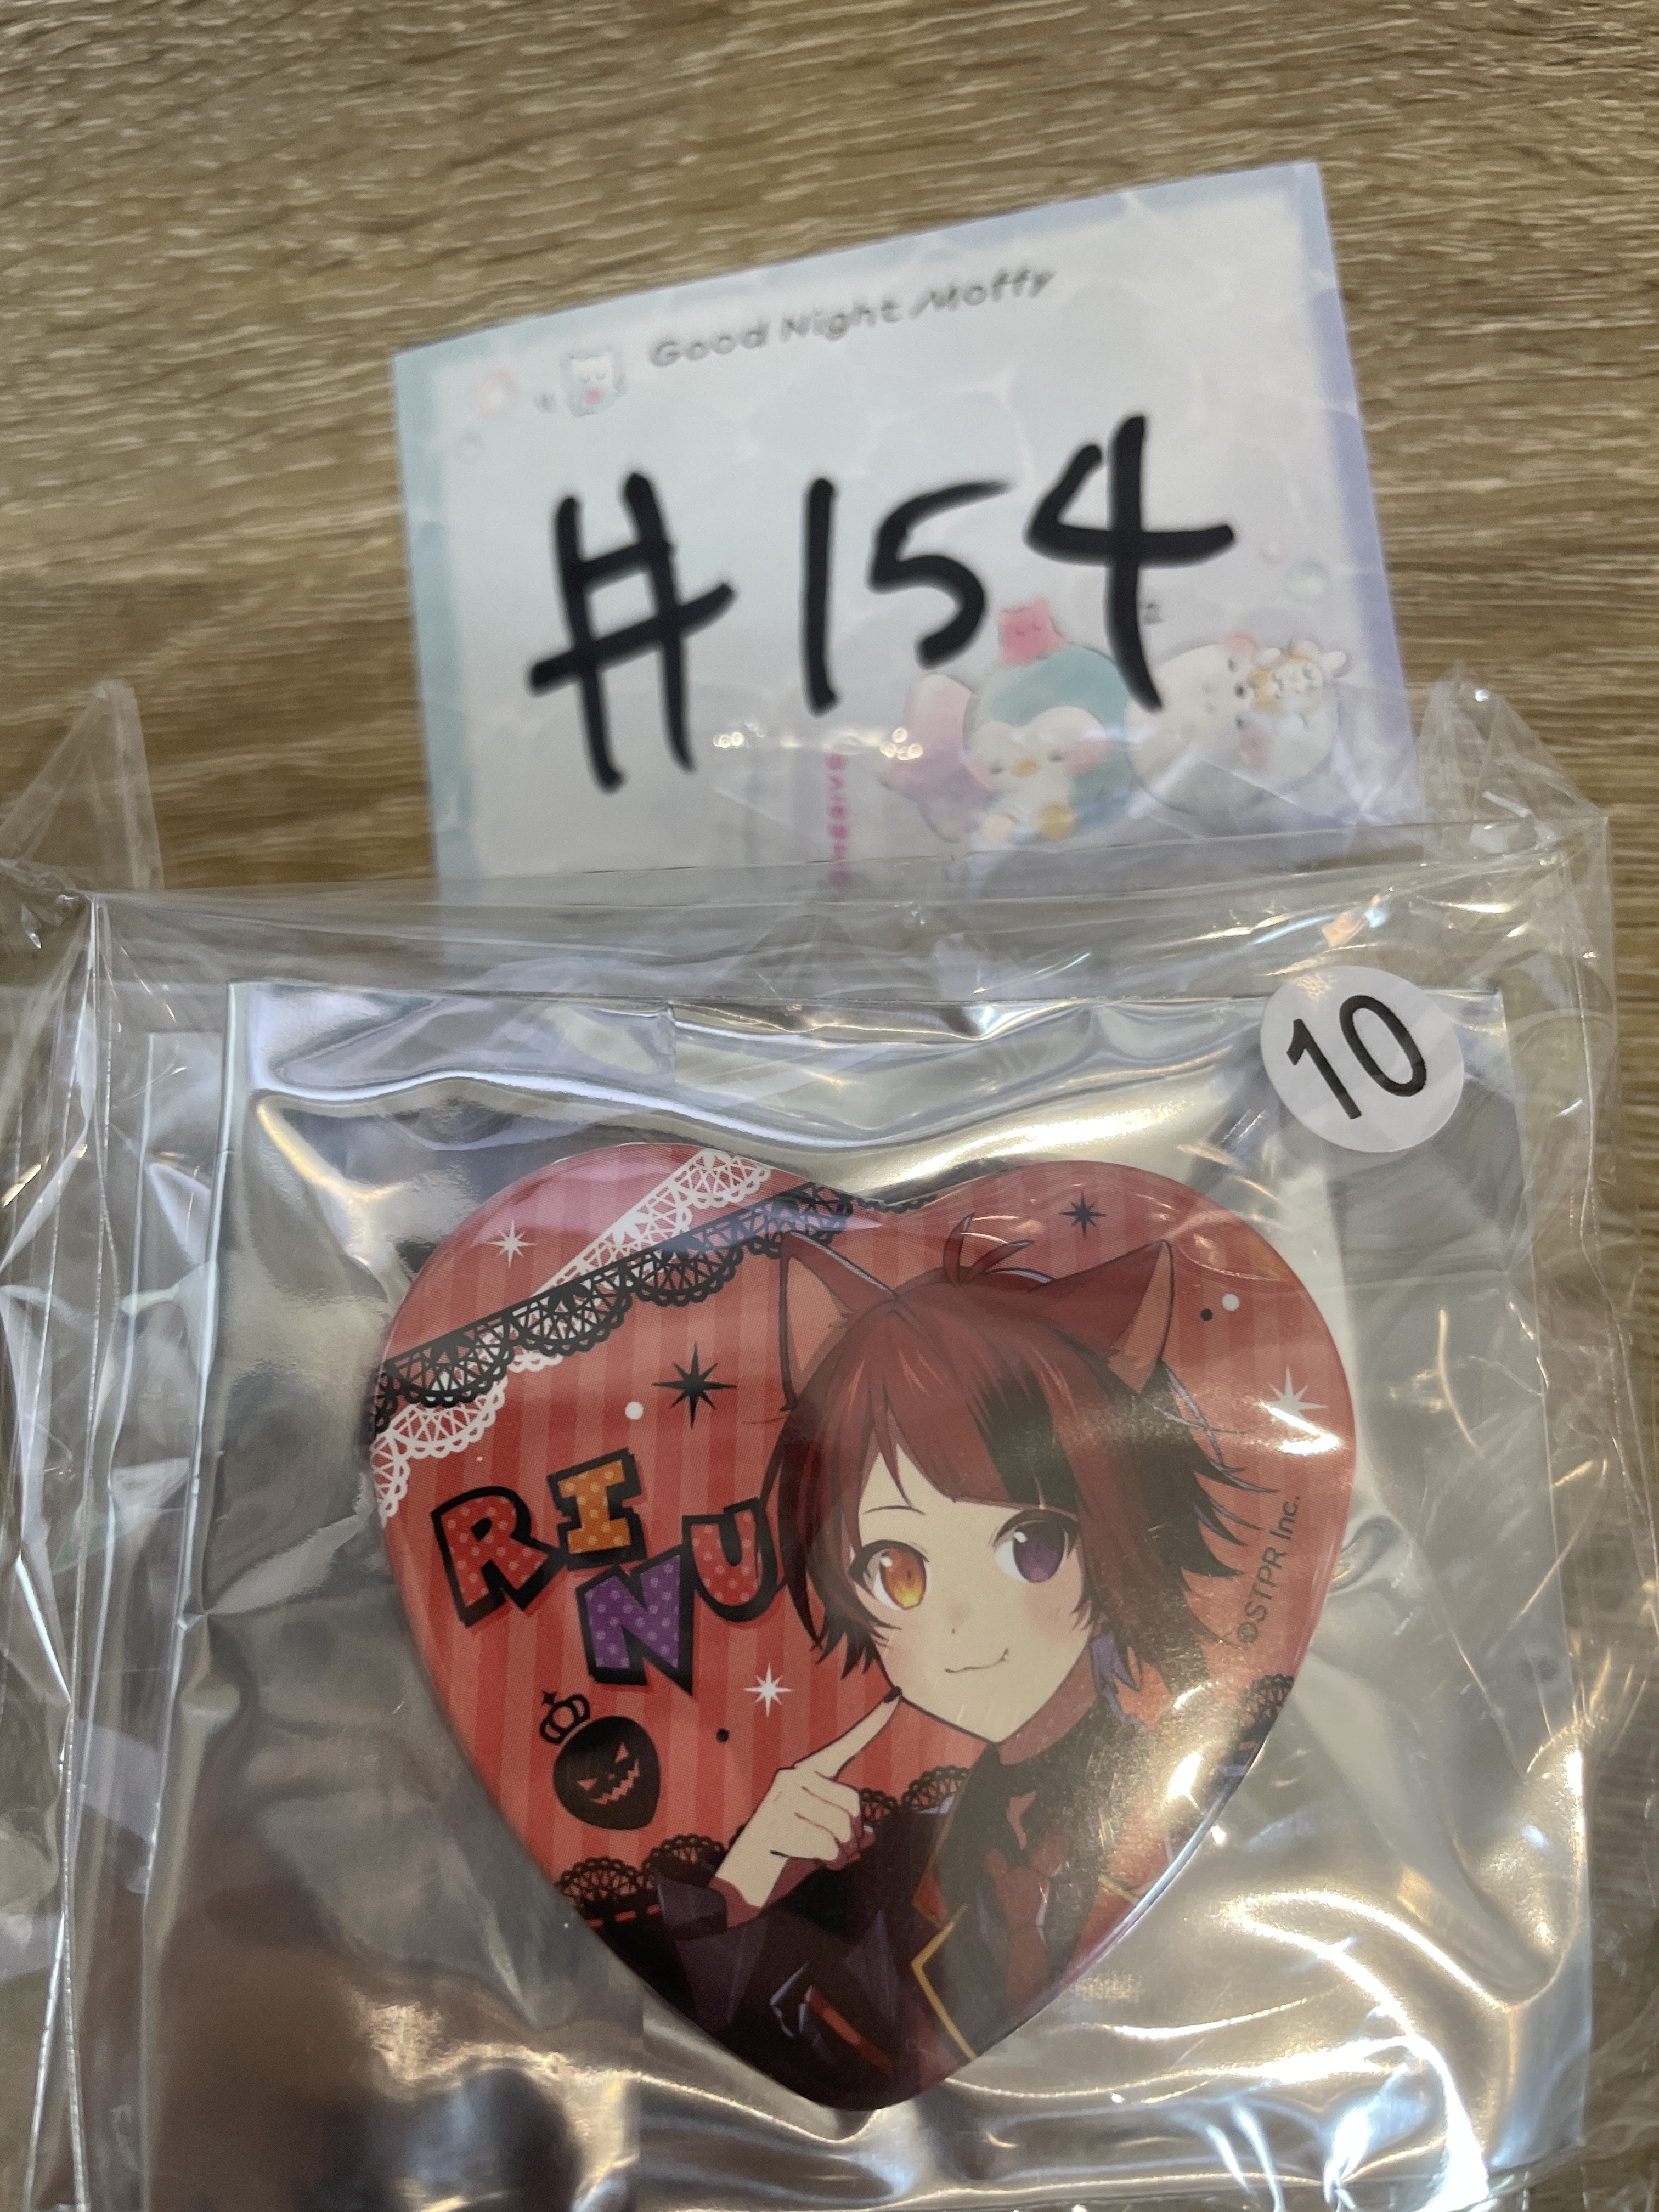 Good Night Moffy
#154
10
RINU
©STPR Inc.